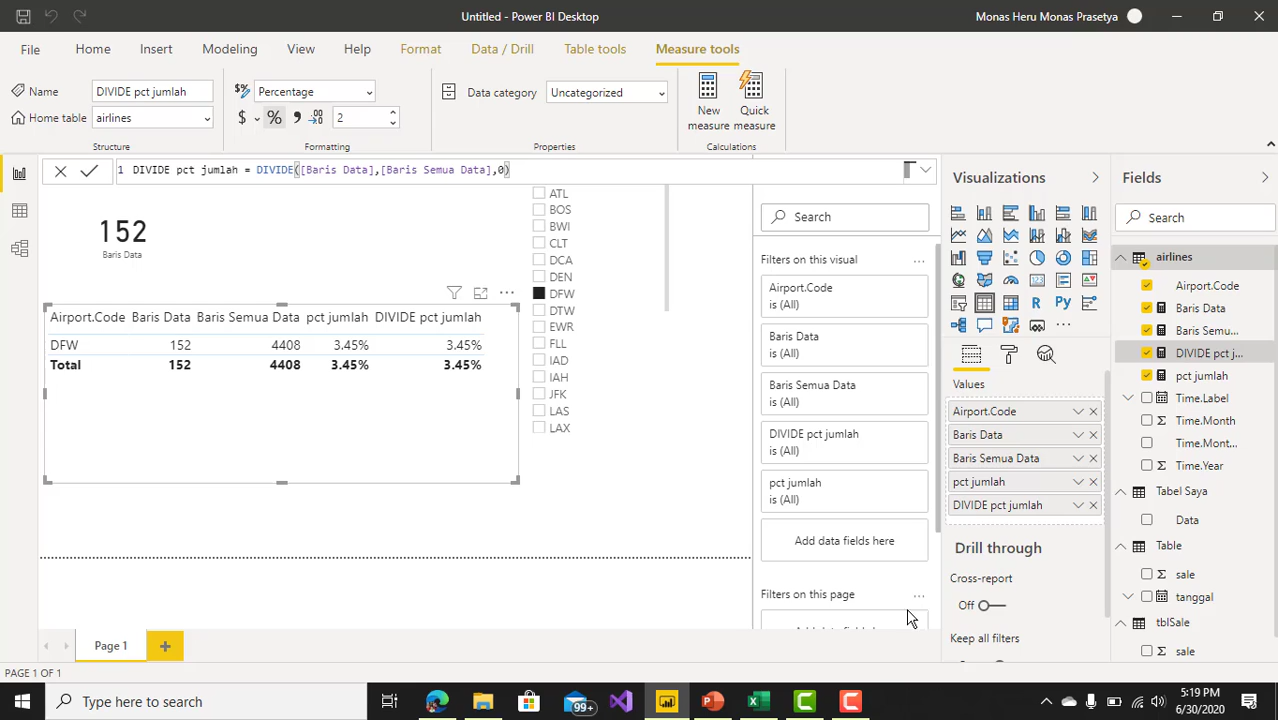 Untitled - Power BI Desktop
Monas Heru Monas Prasetya
File Home Insert Modeling View Help Format Data / Drill Table tools Measure tools
Name DIVIDE pct jumlah
Home table airlines
Structure
Percentage
$ % 9 .00 2
Formatting
Data category Uncategorized
Properties
New measure
Quick measure
Calculations
1 DIVIDE pct jumlah = DIVIDE([Baris Data],[Baris Semua Data],0)
152
Baris Data
Airport.Code Baris Data Baris Semua Data pct jumlah DIVIDE pct jumlah
DFW 152 4408 3.45% 3.45%
Total 152 4408 3.45% 3.45%
ATL
BOS
BWI
CLT
DCA
DEN
DFW
DTW
EWR
FLL
IAD
IAH
JFK
LAS
LAX
Search
Filters on this visual ...
Airport.Code
is (All)
Baris Data
is (All)
Baris Semua Data
is (All)
DIVIDE pct jumlah
is (All)
pct jumlah
is (All)
Add data fields here
Filters on this page ...
Visualizations
R Py
Values
Airport.Code
Baris Data
Baris Semua Data
pct jumlah
DIVIDE pct jumlah
Drill through
Cross-report
Off
Keep all filters
Fields
Search
airlines
Airport.Code
Baris Data
Baris Semu...
DIVIDE pct j...
pct jumlah
Time.Label
Time.Month
Time.Mont...
Time.Year
Tabel Saya
Data
Table
sale
tanggal
tblSale
sale
Page 1
PAGE 1 OF 1
Type here to search
99+
5:19 PM
6/30/2020